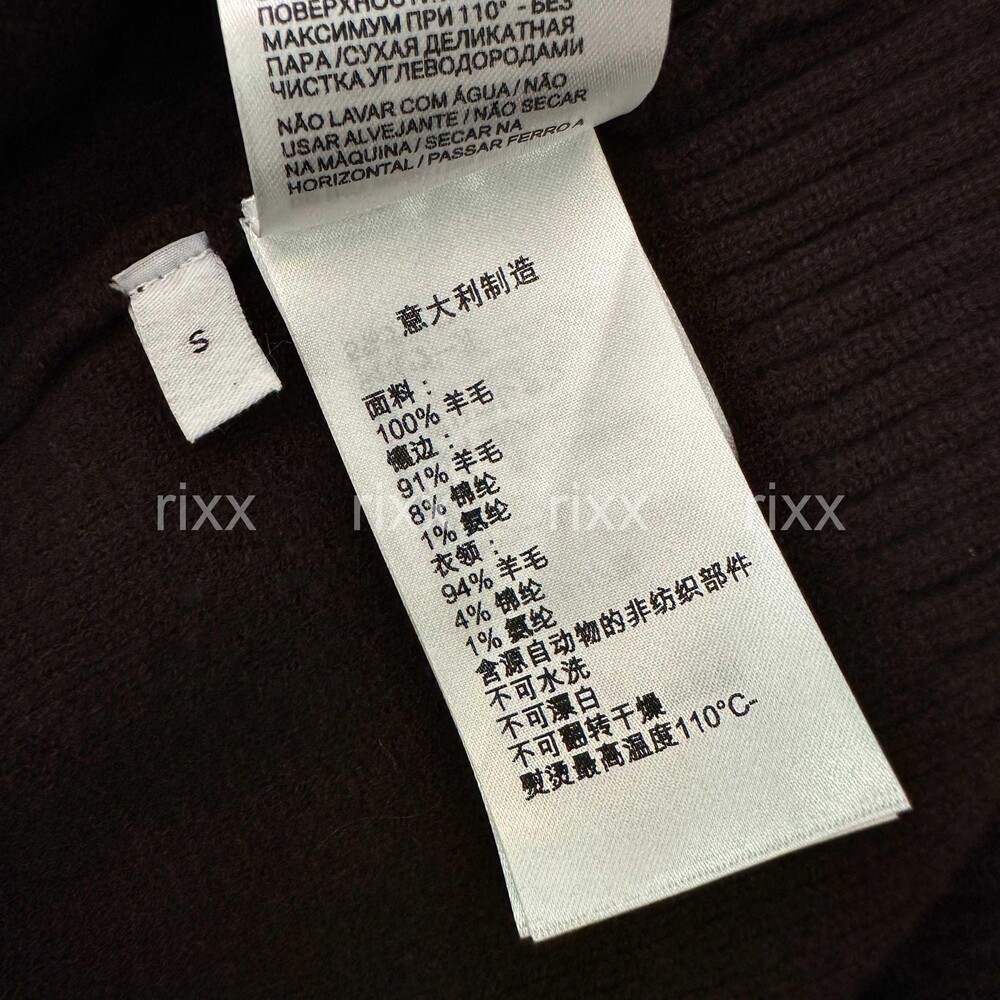 ПОВЕРХНОСТИ
МАКСИМУМ ПРИ 110° - БЕЗ
ПАРА /СУХАЯ ДЕЛИКАТНАЯ
ЧИСТКА УГЛЕВОДОРОДАМИ
NÃO LAVAR COM ÁGUA / NÃO
USAR ALVEJANTE / NÃO SECAR
NA MÁQUINA / SECAR NA
HORIZONTAL / PASSAR FERRO A
S
意大利制造
面料：
100% 羊毛
镶边：
91% 羊毛
8% 锦纶
1% 氨纶
衣领：
94% 羊毛
4% 锦纶
1% 氨纶
含源自动物的非纺织部件
不可水洗
不可漂白
不可翻转干燥
熨烫最高温度110°C-
rixx rixx rixx rixx